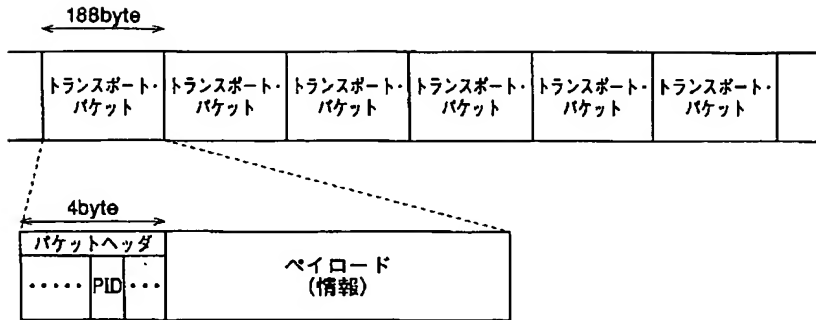 188byte
トランスポート・
パケット
トランスポート・
パケット
トランスポート・
パケット
トランスポート・
パケット
トランスポート・
パケット
トランスポート・
パケット
4byte
パケットヘッダ
・・・・・ PID ・・・
ペイロード
(情報)